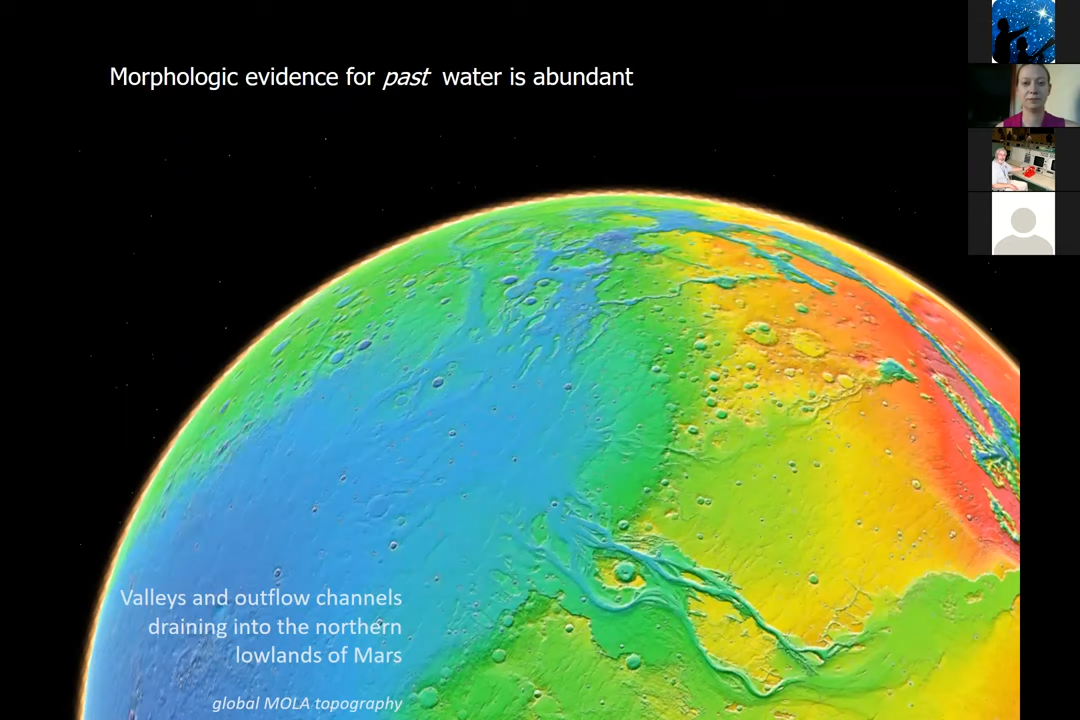 Morphologic evidence for past water is abundant
Valleys and outflow channels
draining into the northern
lowlands of Mars
global MOLA topography